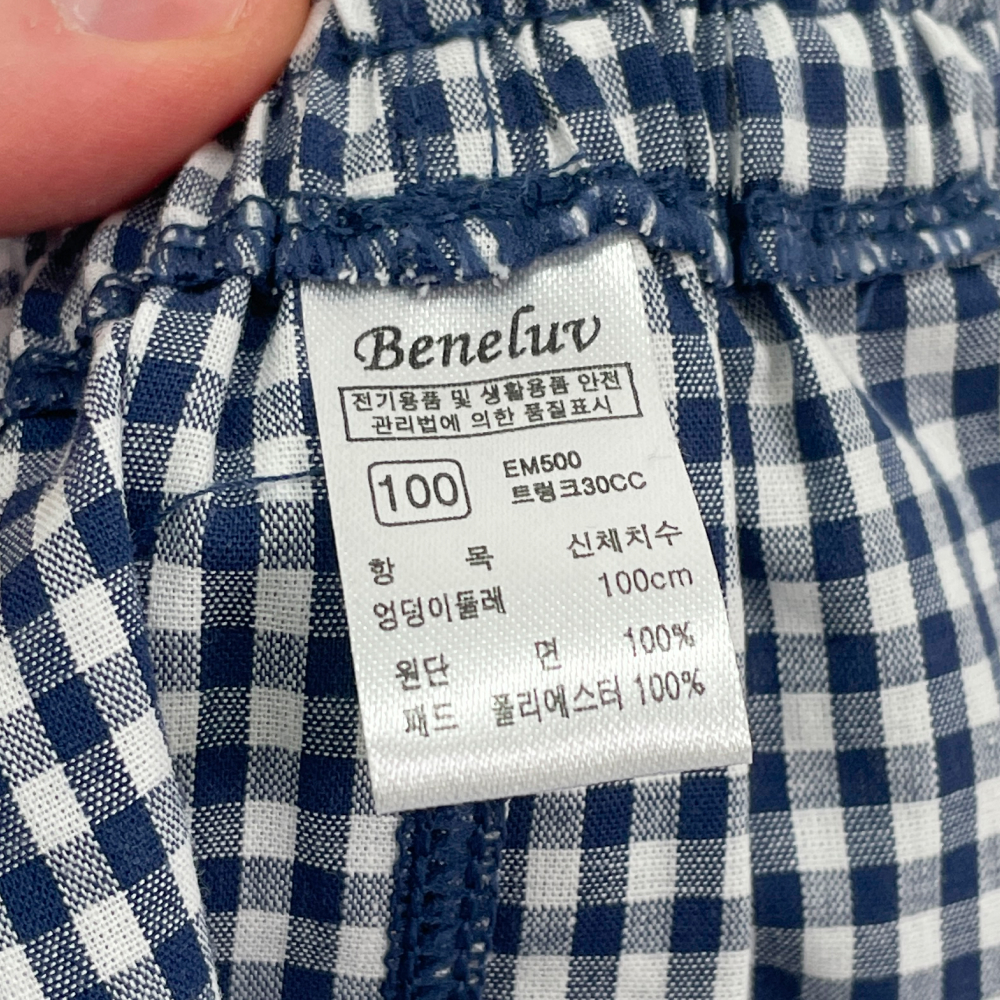 Beneluv
전기용품 및 생활용품 안전
관리법에 의한 품질표시
100
EM500
트렁크30CC
항 목 신체치수
엉덩이둘레 100cm
원단 면 100%
패드 폴리에스터 100%